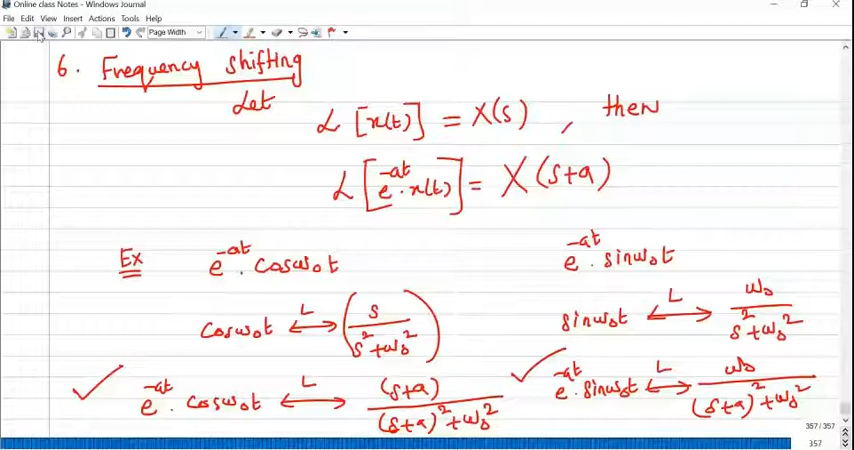 Online class Notes - Windows Journal
File Edit View Insert Actions Tools Help
Page Width
6. Frequency shifting
Let
L [x(t)] = X(s) , then
L [e^-at . x(t)] = X(s+a)
Ex e^-at . cosω₀t
e^-at . sinω₀t
cosω₀t ⟷L (s / s²+ω₀²)
sinω₀t ⟷L ω₀ / s²+ω₀²
✓ e^-at . cosω₀t ⟷L (s+a) / (s+a)²+ω₀²
✓ e^-at . sinω₀t ⟷L ω₀ / (s+a)²+ω₀²
357 / 357
357